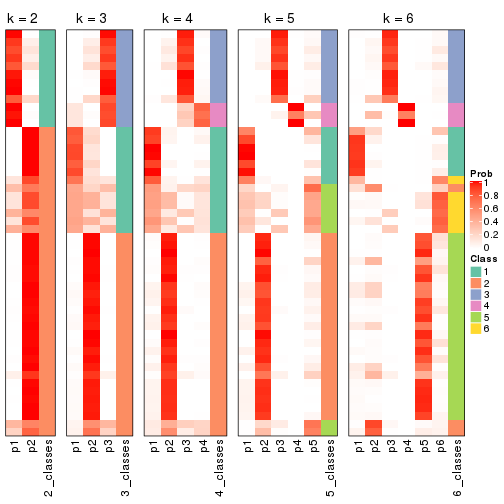 k = 2
k = 3
k = 4
k = 5
k = 6
Prob
1
0.8
0.6
0.4
0.2
0
Class
1
2
3
4
5
6
p1
p2
2_classes
p1
p2
p3
3_classes
p1
p2
p3
p4
4_classes
p1
p2
p3
p4
p5
5_classes
p1
p2
p3
p4
p5
p6
6_classes